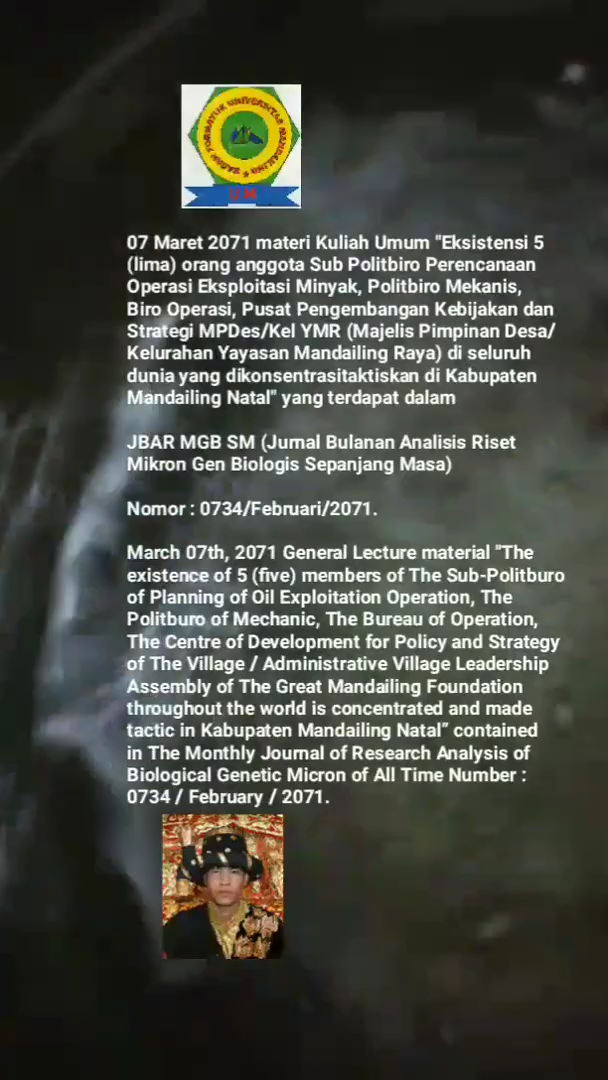 UM
07 Maret 2071 materi Kuliah Umum "Eksistensi 5
(lima) orang anggota Sub Politbiro Perencanaan
Operasi Eksploitasi Minyak, Politbiro Mekanis,
Biro Operasi, Pusat Pengembangan Kebijakan dan
Strategi MPDes/Kel YMR (Majelis Pimpinan Desa/
Kelurahan Yayasan Mandailing Raya) di seluruh
dunia yang dikonsentrasitaktiskan di Kabupaten
Mandailing Natal" yang terdapat dalam
JBAR MGB SM (Jurnal Bulanan Analisis Riset
Mikron Gen Biologis Sepanjang Masa)
Nomor : 0734/Februari/2071.
March 07th, 2071 General Lecture material "The
existence of 5 (five) members of The Sub-Politburo
of Planning of Oil Exploitation Operation, The
Politburo of Mechanic, The Bureau of Operation,
The Centre of Development for Policy and Strategy
of The Village / Administrative Village Leadership
Assembly of The Great Mandailing Foundation
throughout the world is concentrated and made
tactic in Kabupaten Mandailing Natal" contained
in The Monthly Journal of Research Analysis of
Biological Genetic Micron of All Time Number :
0734 / February / 2071.